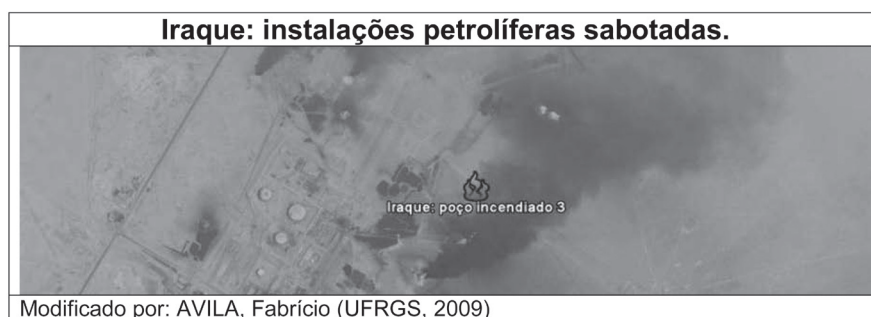 Iraque: instalações petrolíferas sabotadas.
Iraque: poço incendiado 3
Modificado por: AVILA, Fabrício (UFRGS, 2009)